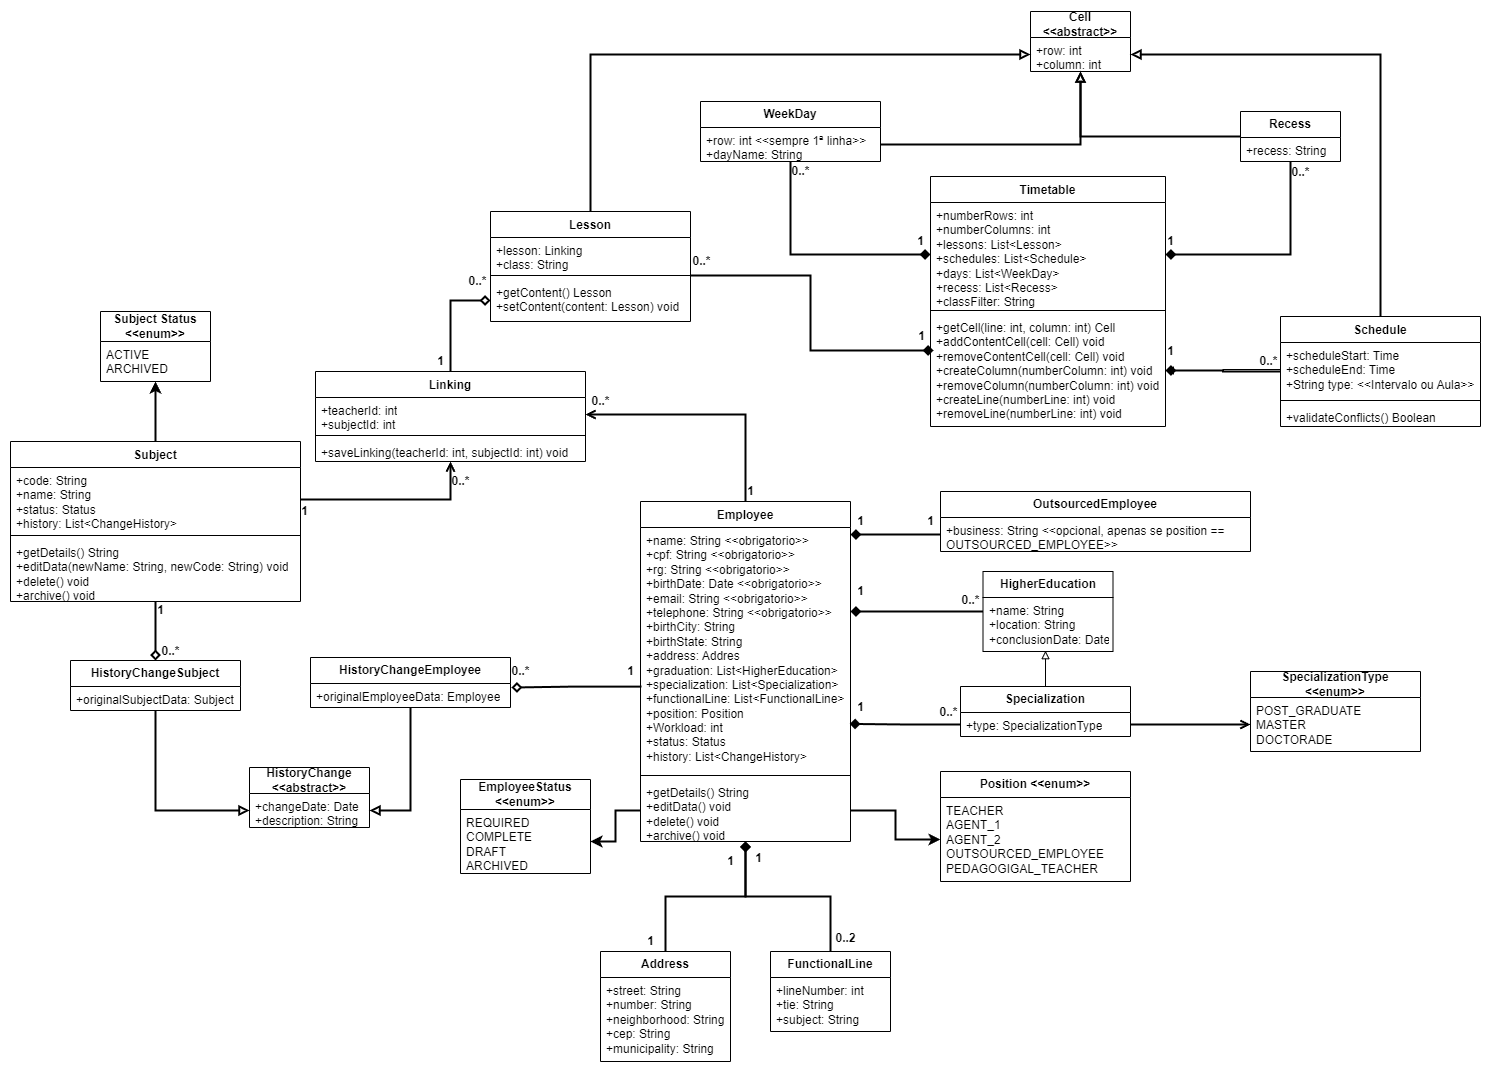 Cell
<<abstract>>
+row: int
+column: int
WeekDay
+row: int <<sempre 1ª linha>>
+dayName: String
0..*
Recess
+recess: String
0..*
Timetable
+numberRows: int
+numberColumns: int
+lessons: List<Lesson>
+schedules: List<Schedule>
+days: List<WeekDay>
+recess: List<Recess>
+classFilter: String
+getCell(line: int, column: int) Cell
+addContentCell(cell: Cell) void
+removeContentCell(cell: Cell) void
+createColumn(numberColumn: int) void
+removeColumn(numberColumn: int) void
+createLine(numberLine: int) void
+removeLine(numberLine: int) void
1
1
1
1
Lesson
+lesson: Linking
+class: String
+getContent() Lesson
+setContent(content: Lesson) void
0..*
0..*
Schedule
+scheduleStart: Time
+scheduleEnd: Time
+String type: <<Intervalo ou Aula>>
+validateConflicts() Boolean
0..*
Subject Status
<<enum>>
ACTIVE
ARCHIVED
1
Linking
+teacherId: int
+subjectId: int
+saveLinking(teacherId: int, subjectId: int) void
0..*
0..*
Subject
+code: String
+name: String
+status: Status
+history: List<ChangeHistory>
+getDetails() String
+editData(newName: String, newCode: String) void
+delete() void
+archive() void
1
1
0..*
1
Employee
+name: String <<obrigatorio>>
+cpf: String <<obrigatorio>>
+rg: String <<obrigatorio>>
+birthDate: Date <<obrigatorio>>
+email: String <<obrigatorio>>
+telephone: String <<obrigatorio>>
+birthCity: String
+birthState: String
+address: Addres
+graduation: List<HigherEducation>
+specialization: List<Specialization>
+functionalLine: List<FunctionalLine>
+position: Position
+Workload: int
+status: Status
+history: List<ChangeHistory>
+getDetails() String
+editData() void
+delete() void
+archive() void
1
1
OutsourcedEmployee
+business: String <<opcional, apenas se position ==
OUTSOURCED_EMPLOYEE>>
1
0..*
HigherEducation
+name: String
+location: String
+conclusionDate: Date
HistoryChangeSubject
+originalSubjectData: Subject
HistoryChangeEmployee
+originalEmployeeData: Employee
0..*
1
1
0..*
Specialization
+type: SpecializationType
SpecializationType
<<enum>>
POST_GRADUATE
MASTER
DOCTORADE
HistoryChange
<<abstract>>
+changeDate: Date
+description: String
EmployeeStatus
<<enum>>
REQUIRED
COMPLETE
DRAFT
ARCHIVED
Position <<enum>>
TEACHER
AGENT_1
AGENT_2
OUTSOURCED_EMPLOYEE
PEDAGOGIGAL_TEACHER
1
1
1
0..2
Address
+street: String
+number: String
+neighborhood: String
+cep: String
+municipality: String
FunctionalLine
+lineNumber: int
+tie: String
+subject: String